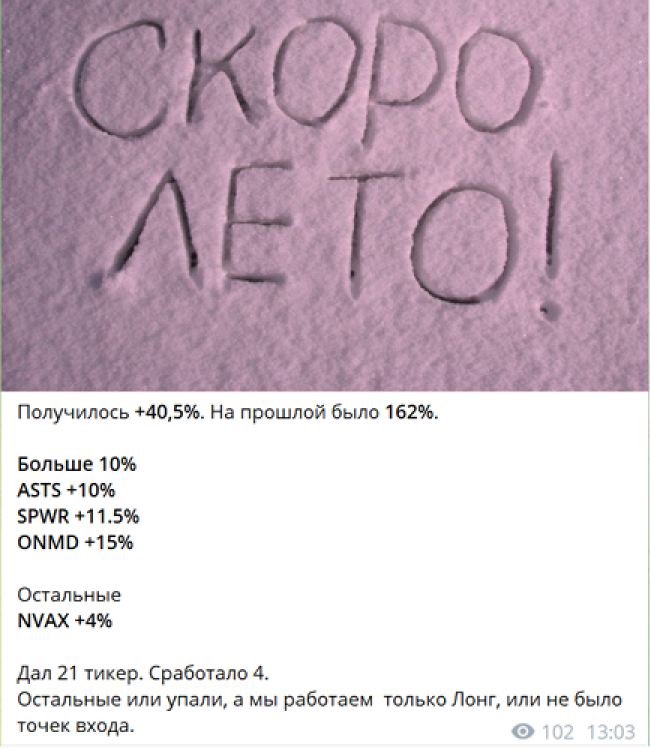 СКОРО
ЛЕТО!
Получилось +40,5%. На прошлой было 162%.
Больше 10%
ASTS +10%
SPWR +11.5%
ONMD +15%
Остальные
NVAX +4%
Дал 21 тикер. Сработало 4.
Остальные или упали, а мы работаем  только Лонг, или не было
точек входа.
102 13:03